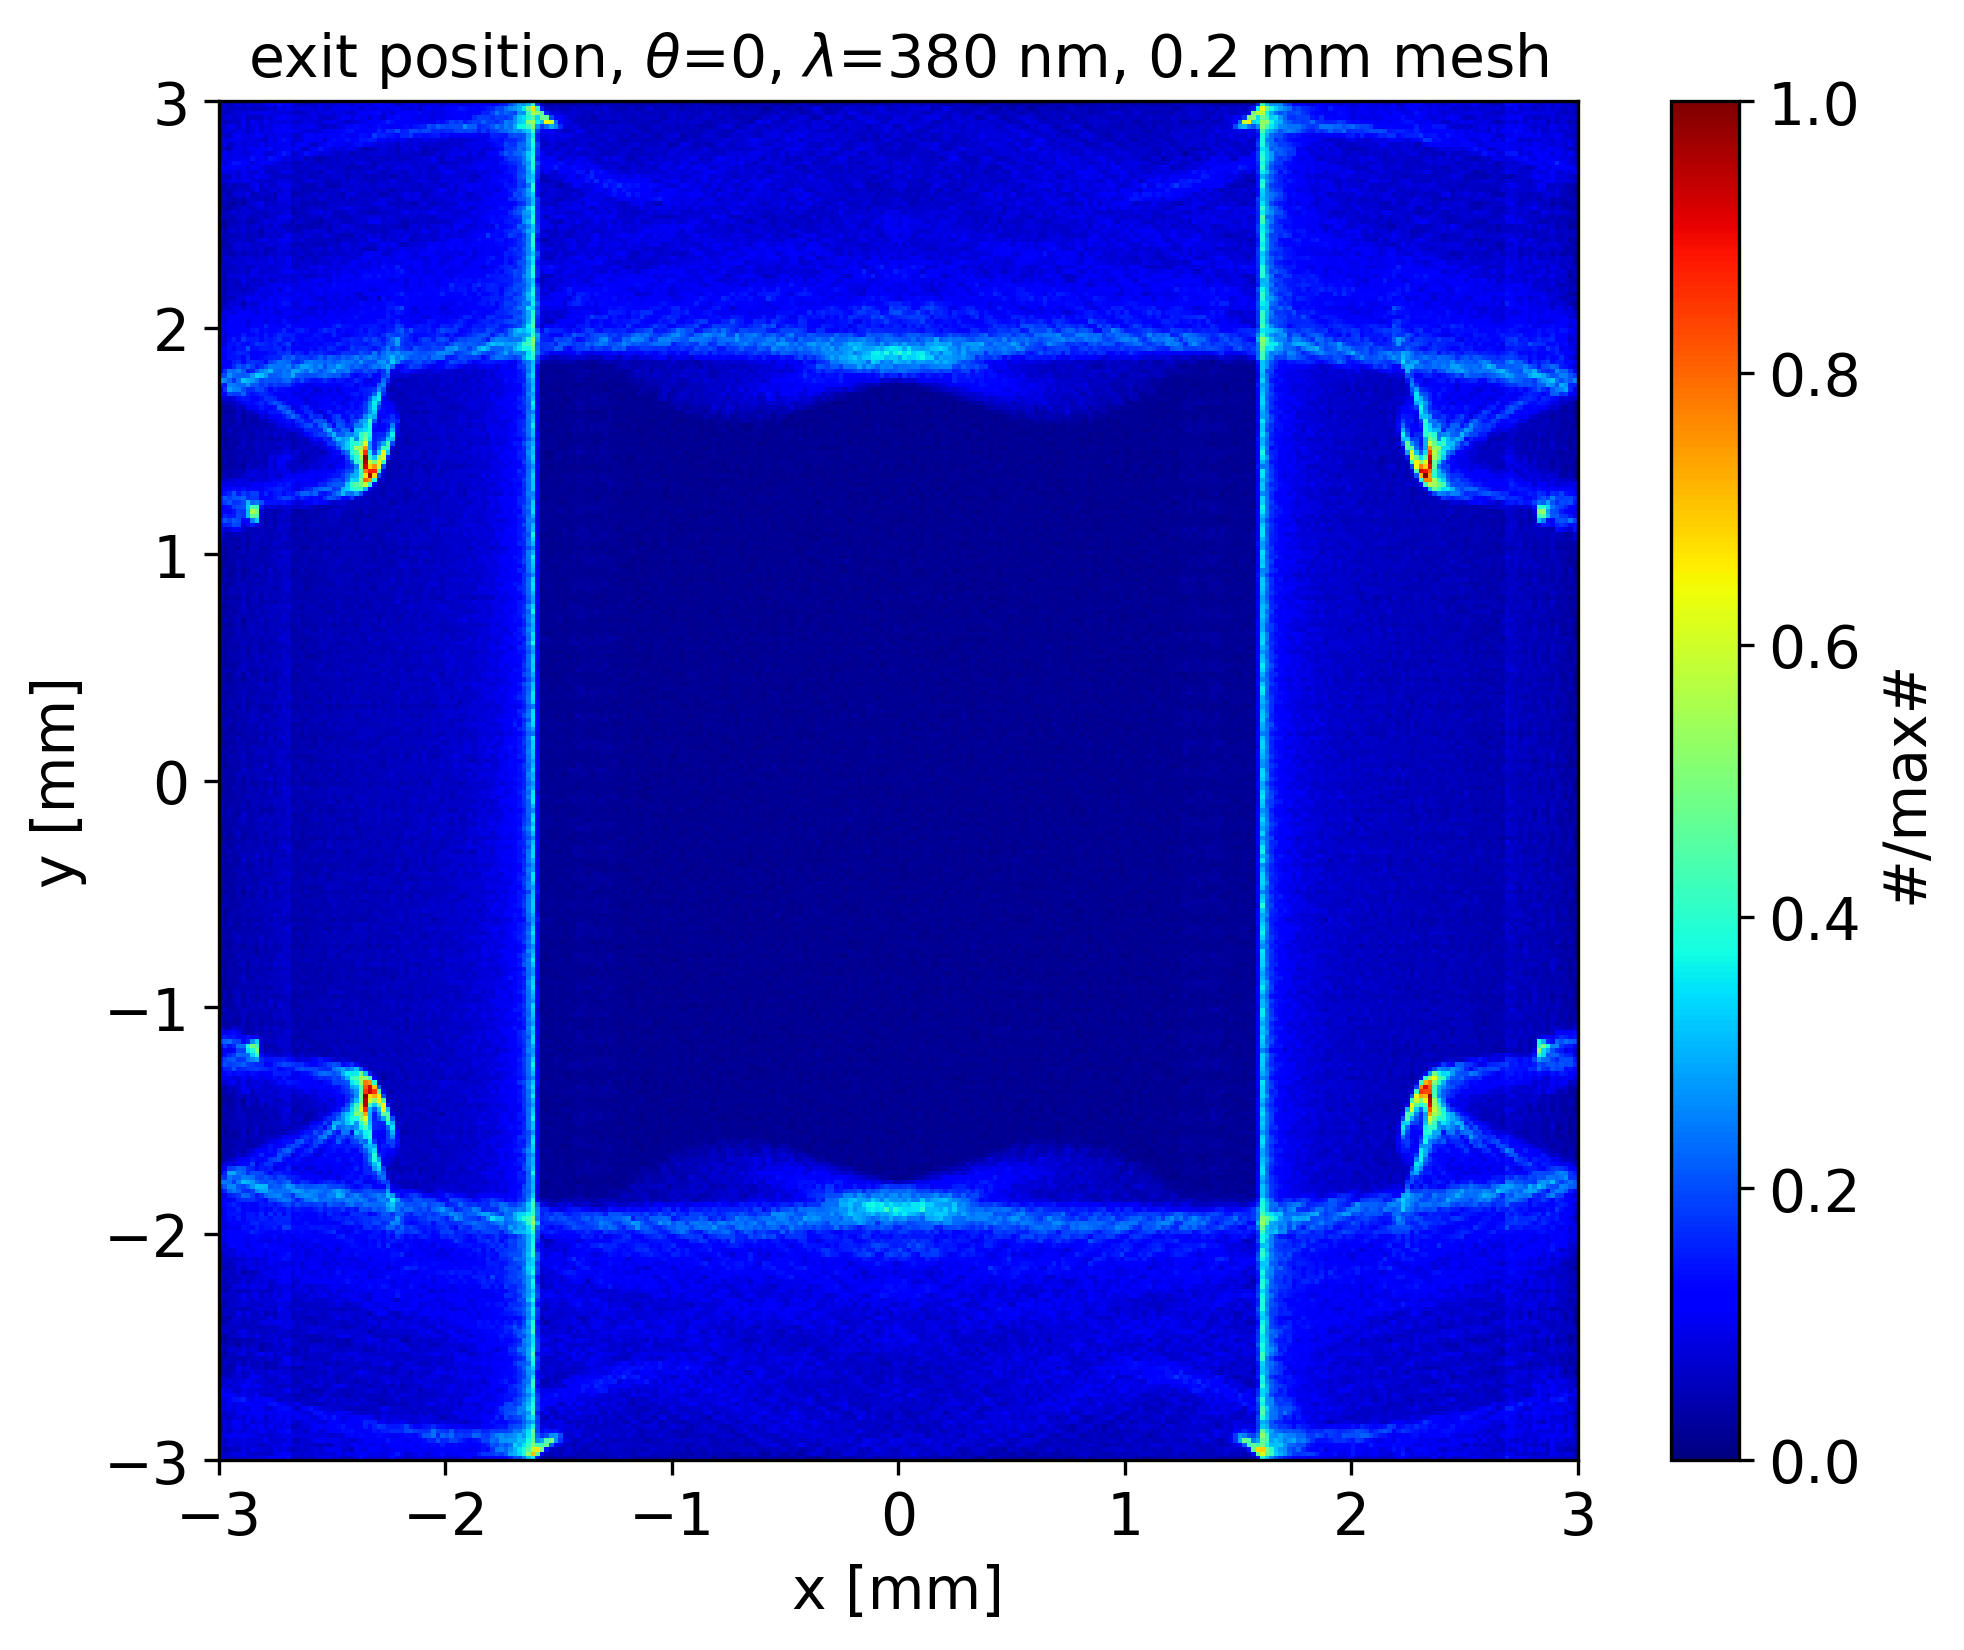 exit position, θ=0, λ=380 nm, 0.2 mm mesh
3
2
1
0
−1
−2
−3
y [mm]
−3 −2 −1 0 1 2 3
x [mm]
1.0
0.8
0.6
0.4
0.2
0.0
#/max#